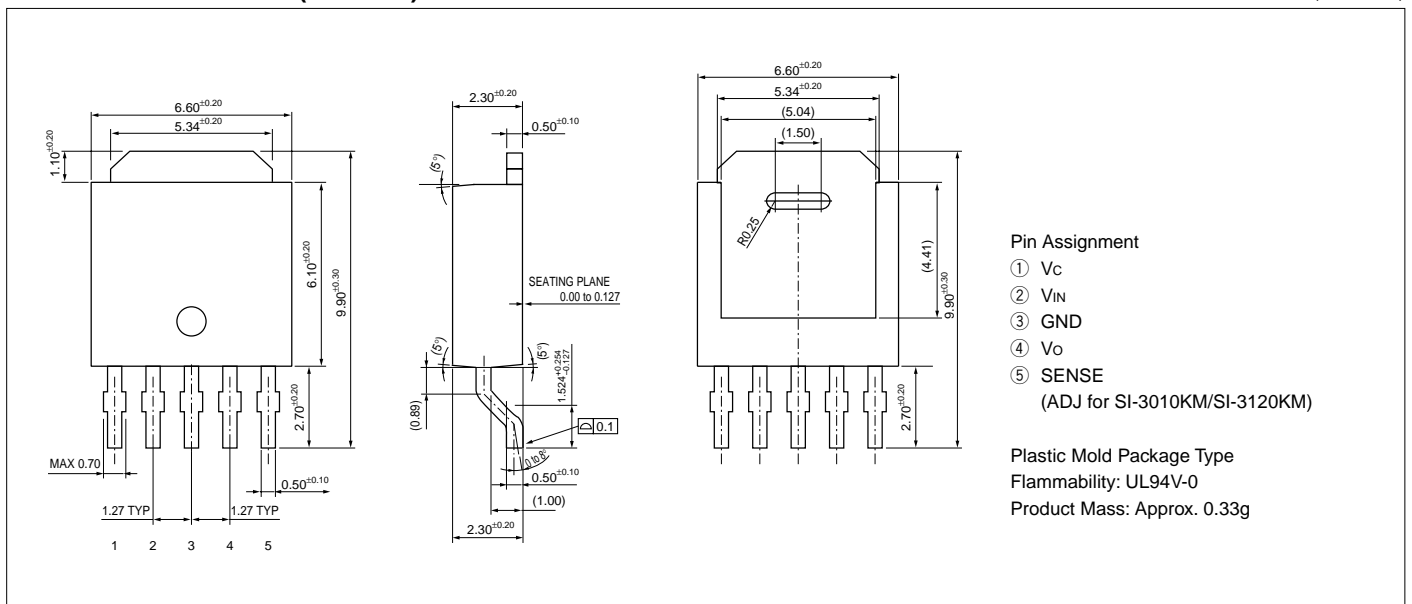 6.60±0.20
5.34±0.20
1.10±0.20
6.10±0.20
9.90±0.30
2.70±0.20
MAX 0.70
0.50±0.10
1.27 TYP
1.27 TYP
1 2 3 4 5
2.30±0.20
0.50±0.10
(5°)
SEATING PLANE
0.00 to 0.127
(5°)
(5°)
(0.89)
1.524+0.254 −0.127
0.1
0 to 8°
0.50±0.10
(1.00)
2.30±0.20
6.60±0.20
5.34±0.20
(5.04)
(1.50)
R0.25
(4.41)
9.90±0.30
2.70±0.20
Pin Assignment
① VC
② VIN
③ GND
④ VO
⑤ SENSE
(ADJ for SI-3010KM/SI-3120KM)
Plastic Mold Package Type
Flammability: UL94V-0
Product Mass: Approx. 0.33g